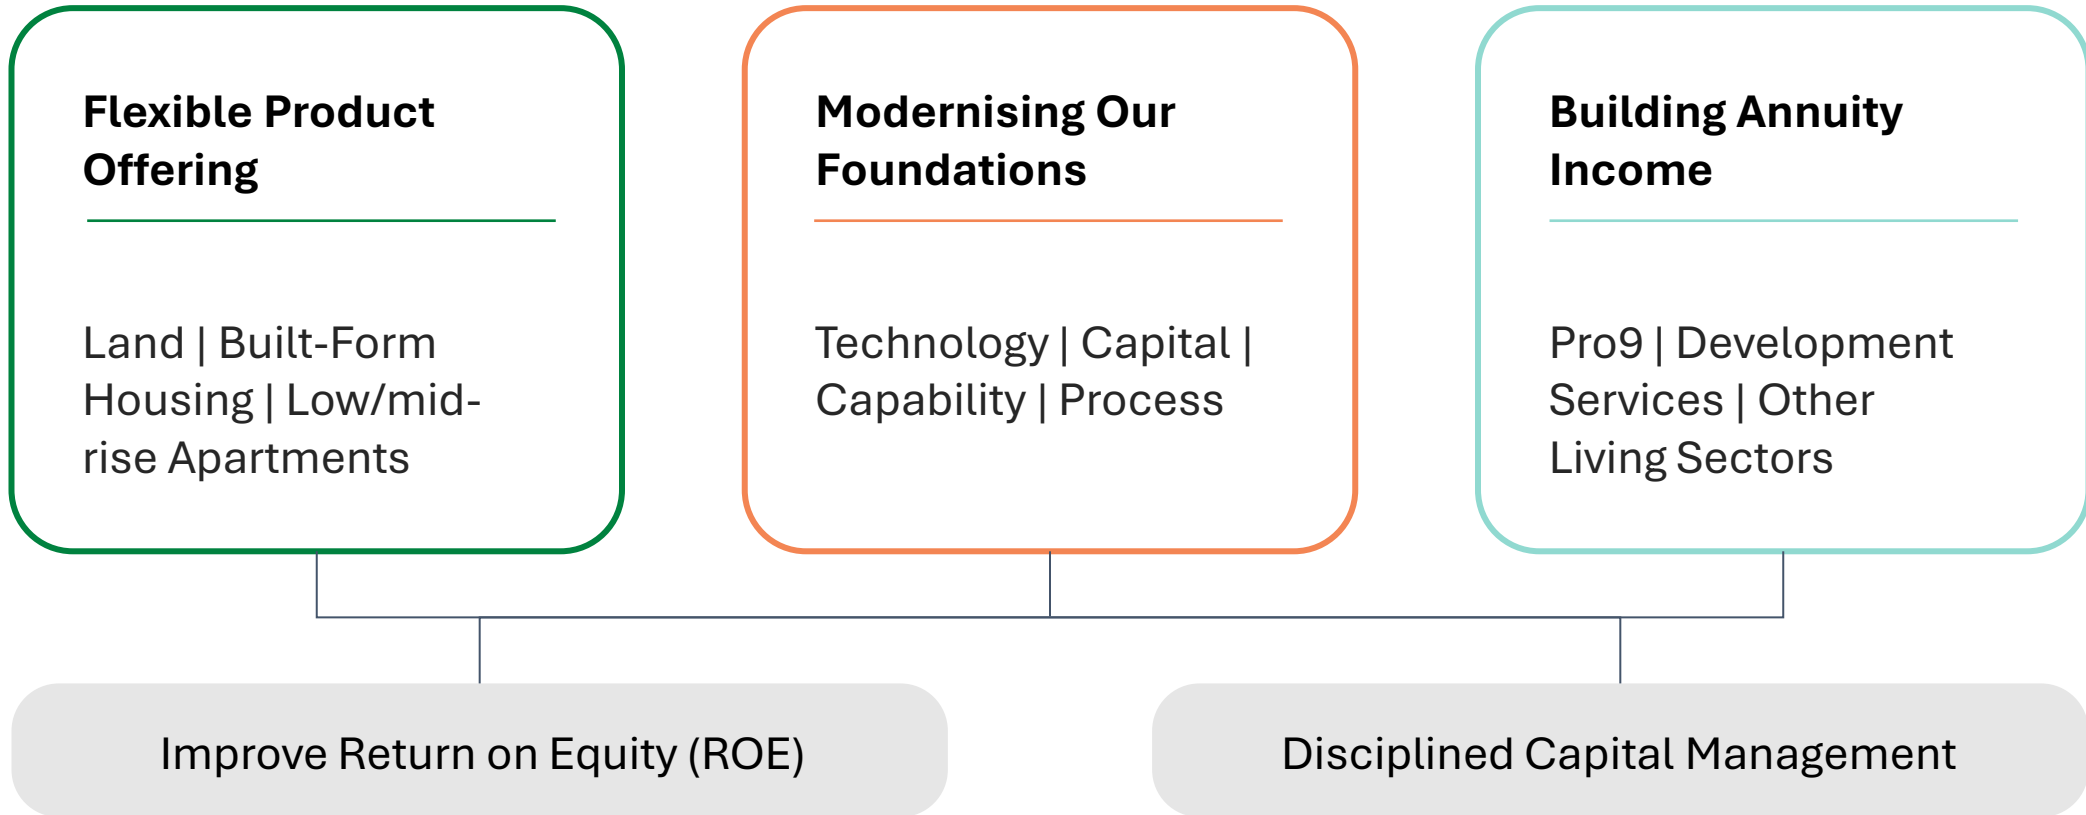 Flexible Product
Offering
Land | Built-Form
Housing | Low/mid-
rise Apartments
Modernising Our
Foundations
Technology | Capital |
Capability | Process
Building Annuity
Income
Pro9 | Development
Services | Other
Living Sectors
Improve Return on Equity (ROE)
Disciplined Capital Management